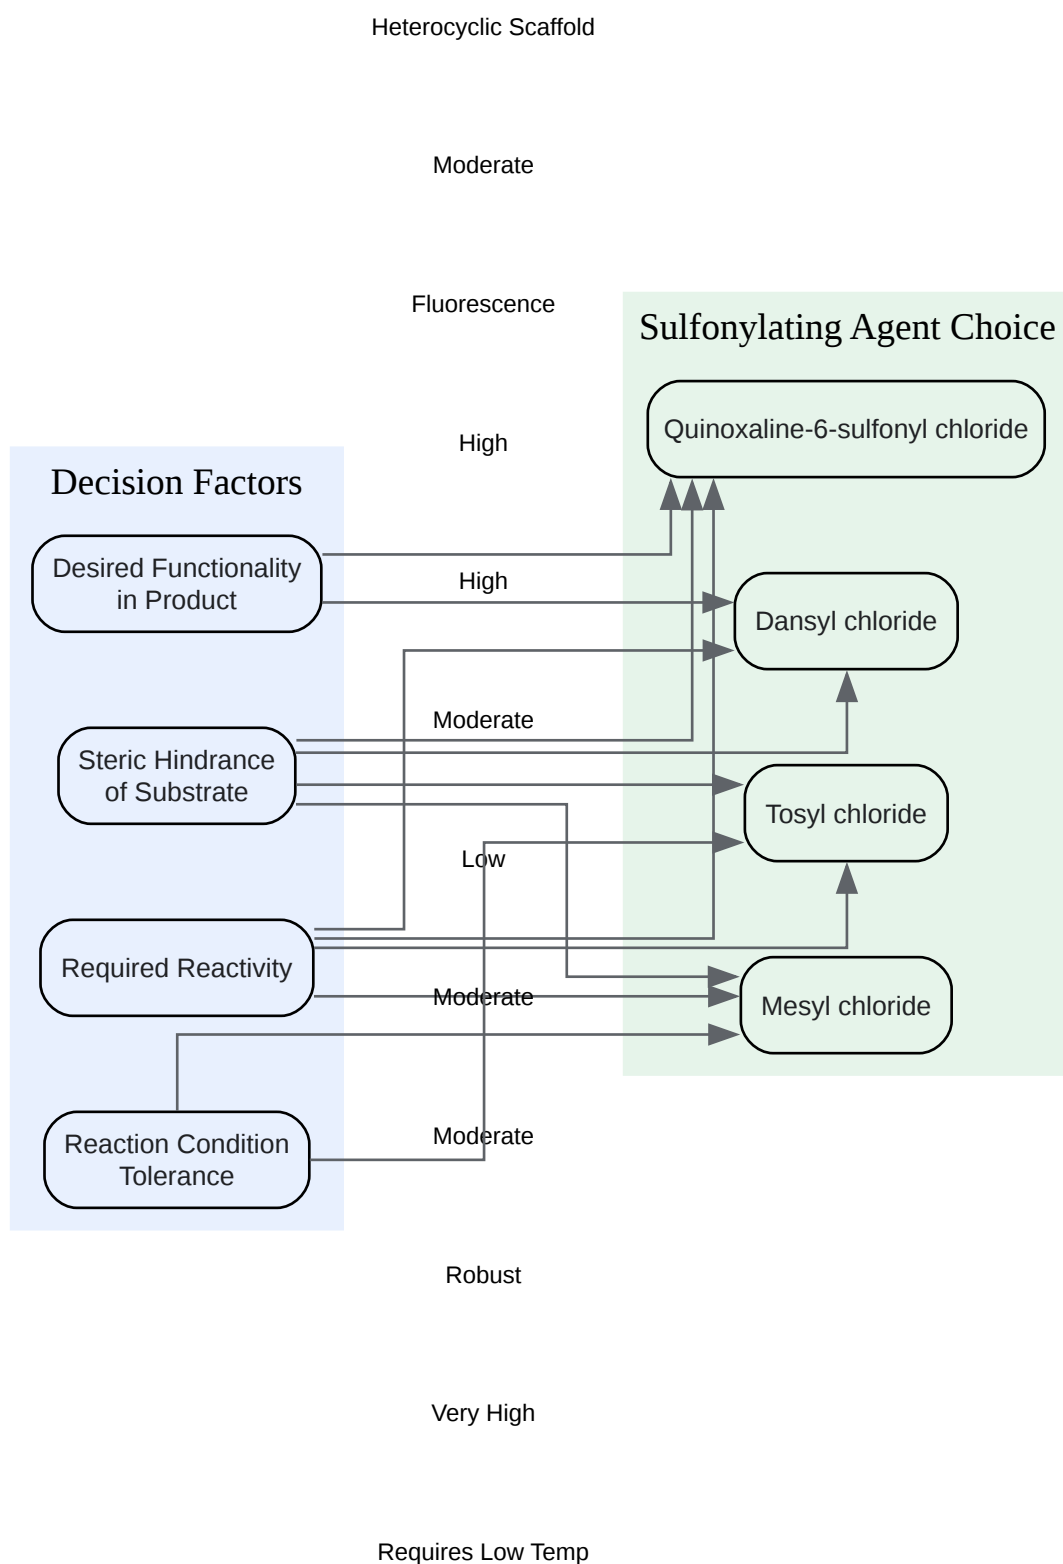 Heterocyclic Scaffold
Moderate
Fluorescence
High
High
Moderate
Low
Moderate
Moderate
Robust
Very High
Requires Low Temp
Decision Factors
Desired Functionality
in Product
Steric Hindrance
of Substrate
Required Reactivity
Reaction Condition
Tolerance
Sulfonylating Agent Choice
Quinoxaline-6-sulfonyl chloride
Dansyl chloride
Tosyl chloride
Mesyl chloride